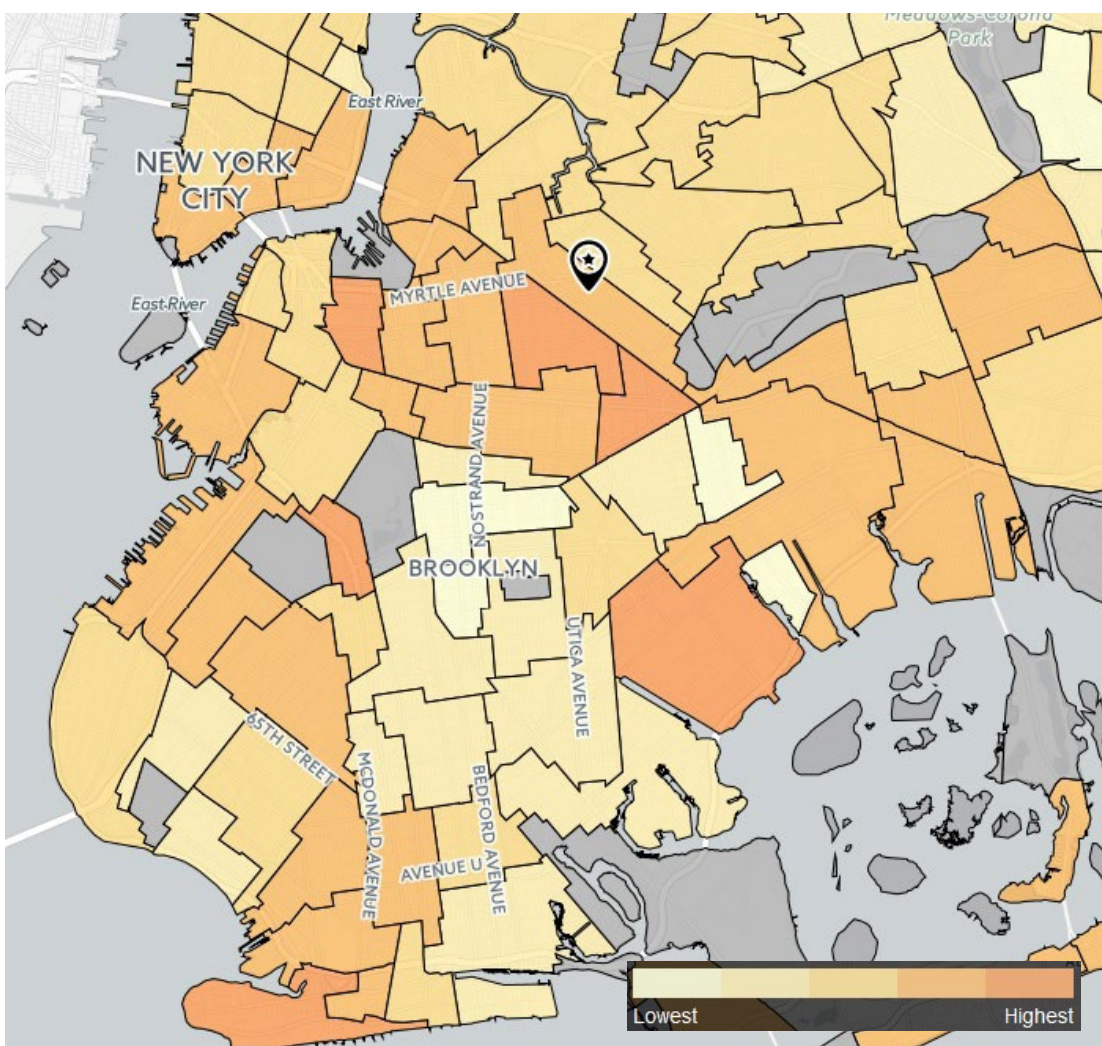 Meadows-Corona
Park
East River
NEW YORK
CITY
East River
MYRTLE AVENUE
NOSTRAND AVENUE
BROOKLYN
UTICA AVENUE
65TH STREET
MCDONALD AVENUE
BEDFORD AVENUE
AVENUE U
Lowest
Highest